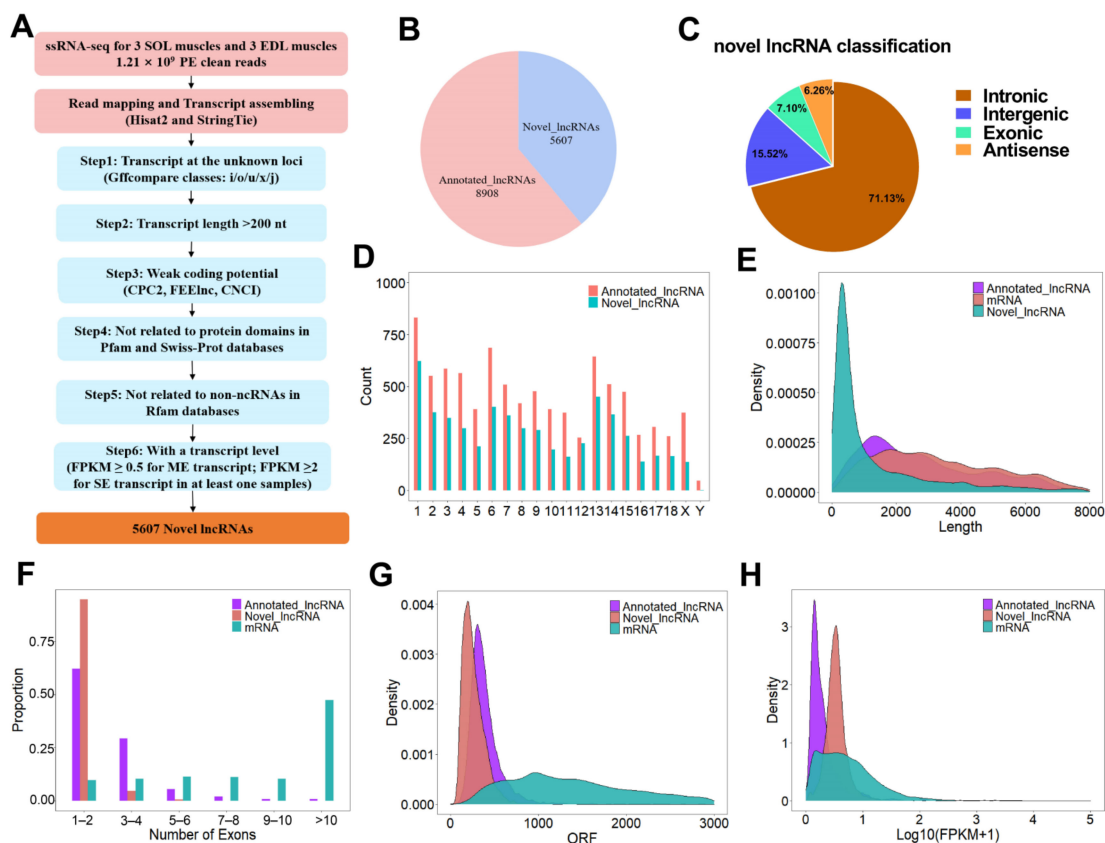 A
ssRNA-seq for 3 SOL muscles and 3 EDL muscles
1.21 × 10⁹ PE clean reads
Read mapping and Transcript assembling
(Hisat2 and StringTie)
Step1: Transcript at the unknown loci
(Gffcompare classes: i/o/u/x/j)
Step2: Transcript length >200 nt
Step3: Weak coding potential
(CPC2, FEElnc, CNCI)
Step4: Not related to protein domains in
Pfam and Swiss-Prot databases
Step5: Not related to non-ncRNAs in
Rfam databases
Step6: With a transcript level
(FPKM ≥ 0.5 for ME transcript; FPKM ≥2
for SE transcript in at least one samples)
5607 Novel lncRNAs
B
Novel_lncRNAs
5607
Annotated_lncRNAs
8908
C
novel lncRNA classification
6.26%
7.10%
15.52%
71.13%
Intronic
Intergenic
Exonic
Antisense
D
Annotated_lncRNA
Novel_lncRNA
Count
1000
750
500
250
0
1 2 3 4 5 6 7 8 9 10 11 12 13 14 15 16 17 18 X Y
E
Annotated_lncRNA
mRNA
Novel_lncRNA
Density
0.00100
0.00075
0.00050
0.00025
0.00000
0 2000 4000 6000 8000
Length
F
Annotated_lncRNA
Novel_lncRNA
mRNA
Proportion
0.75
0.50
0.25
0.00
1–2 3–4 5–6 7–8 9–10 >10
Number of Exons
G
Annotated_lncRNA
Novel_lncRNA
mRNA
Density
0.004
0.003
0.002
0.001
0.000
0 1000 2000 3000
ORF
H
Annotated_lncRNA
Novel_lncRNA
mRNA
Density
3
2
1
0
0 1 2 3 4 5
Log10(FPKM+1)